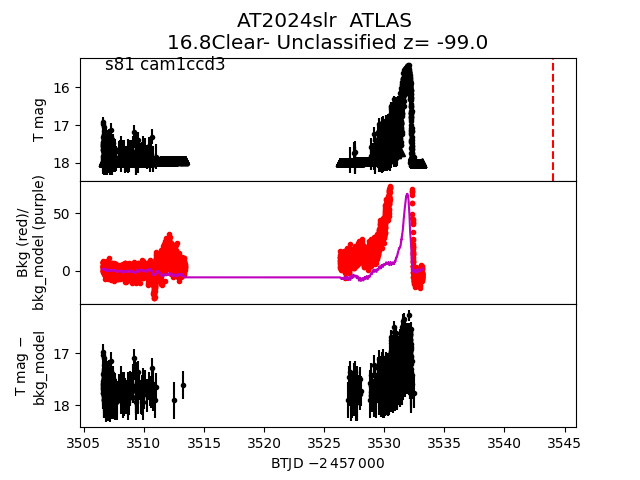 AT2024slr  ATLAS
16.8Clear- Unclassified z= -99.0
s81 cam1ccd3
T mag
16
17
18
Bkg (red)/
bkg_model (purple)
50
0
T mag −
bkg_model
17
18
3505 3510 3515 3520 3525 3530 3535 3540 3545
BTJD −2 457 000